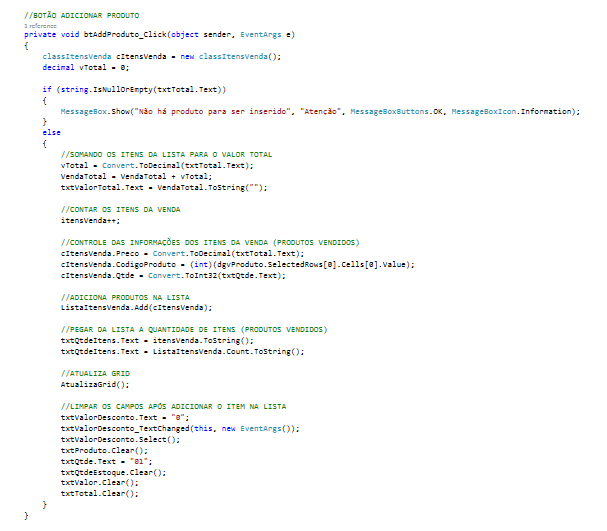 //BOTÃO ADICIONAR PRODUTO
1 reference
private void btAddProduto_Click(object sender, EventArgs e)
{
classItensVenda cItensVenda = new classItensVenda();
decimal vTotal = 0;
if (string.IsNullOrEmpty(txtTotal.Text))
{
MessageBox.Show("Não há produto para ser inserido", "Atenção", MessageBoxButtons.OK, MessageBoxIcon.Information);
}
else
{
//SOMANDO OS ITENS DA LISTA PARA O VALOR TOTAL
vTotal = Convert.ToDecimal(txtTotal.Text);
VendaTotal = VendaTotal + vTotal;
txtValorTotal.Text = VendaTotal.ToString("");
//CONTAR OS ITENS DA VENDA
itensVenda++;
//CONTROLE DAS INFORMAÇÕES DOS ITENS DA VENDA (PRODUTOS VENDIDOS)
cItensVenda.Preco = Convert.ToDecimal(txtTotal.Text);
cItensVenda.CodigoProduto = (int)(dgvProduto.SelectedRows[0].Cells[0].Value);
cItensVenda.Qtde = Convert.ToInt32(txtQtde.Text);
//ADICIONA PRODUTOS NA LISTA
ListaItensVenda.Add(cItensVenda);
//PEGAR DA LISTA A QUANTIDADE DE ITENS (PRODUTOS VENDIDOS)
txtQtdeItens.Text = itensVenda.ToString();
txtQtdeItens.Text = ListaItensVenda.Count.ToString();
//ATUALIZA GRID
AtualizaGrid();
//LIMPAR OS CAMPOS APÓS ADICIONAR O ITEM NA LISTA
txtValorDesconto.Text = "0";
txtValorDesconto_TextChanged(this, new EventArgs());
txtValorDesconto.Select();
txtProduto.Clear();
txtQtde.Text = "01";
txtQtdeEstoque.Clear();
txtValor.Clear();
txtTotal.Clear();
}
}